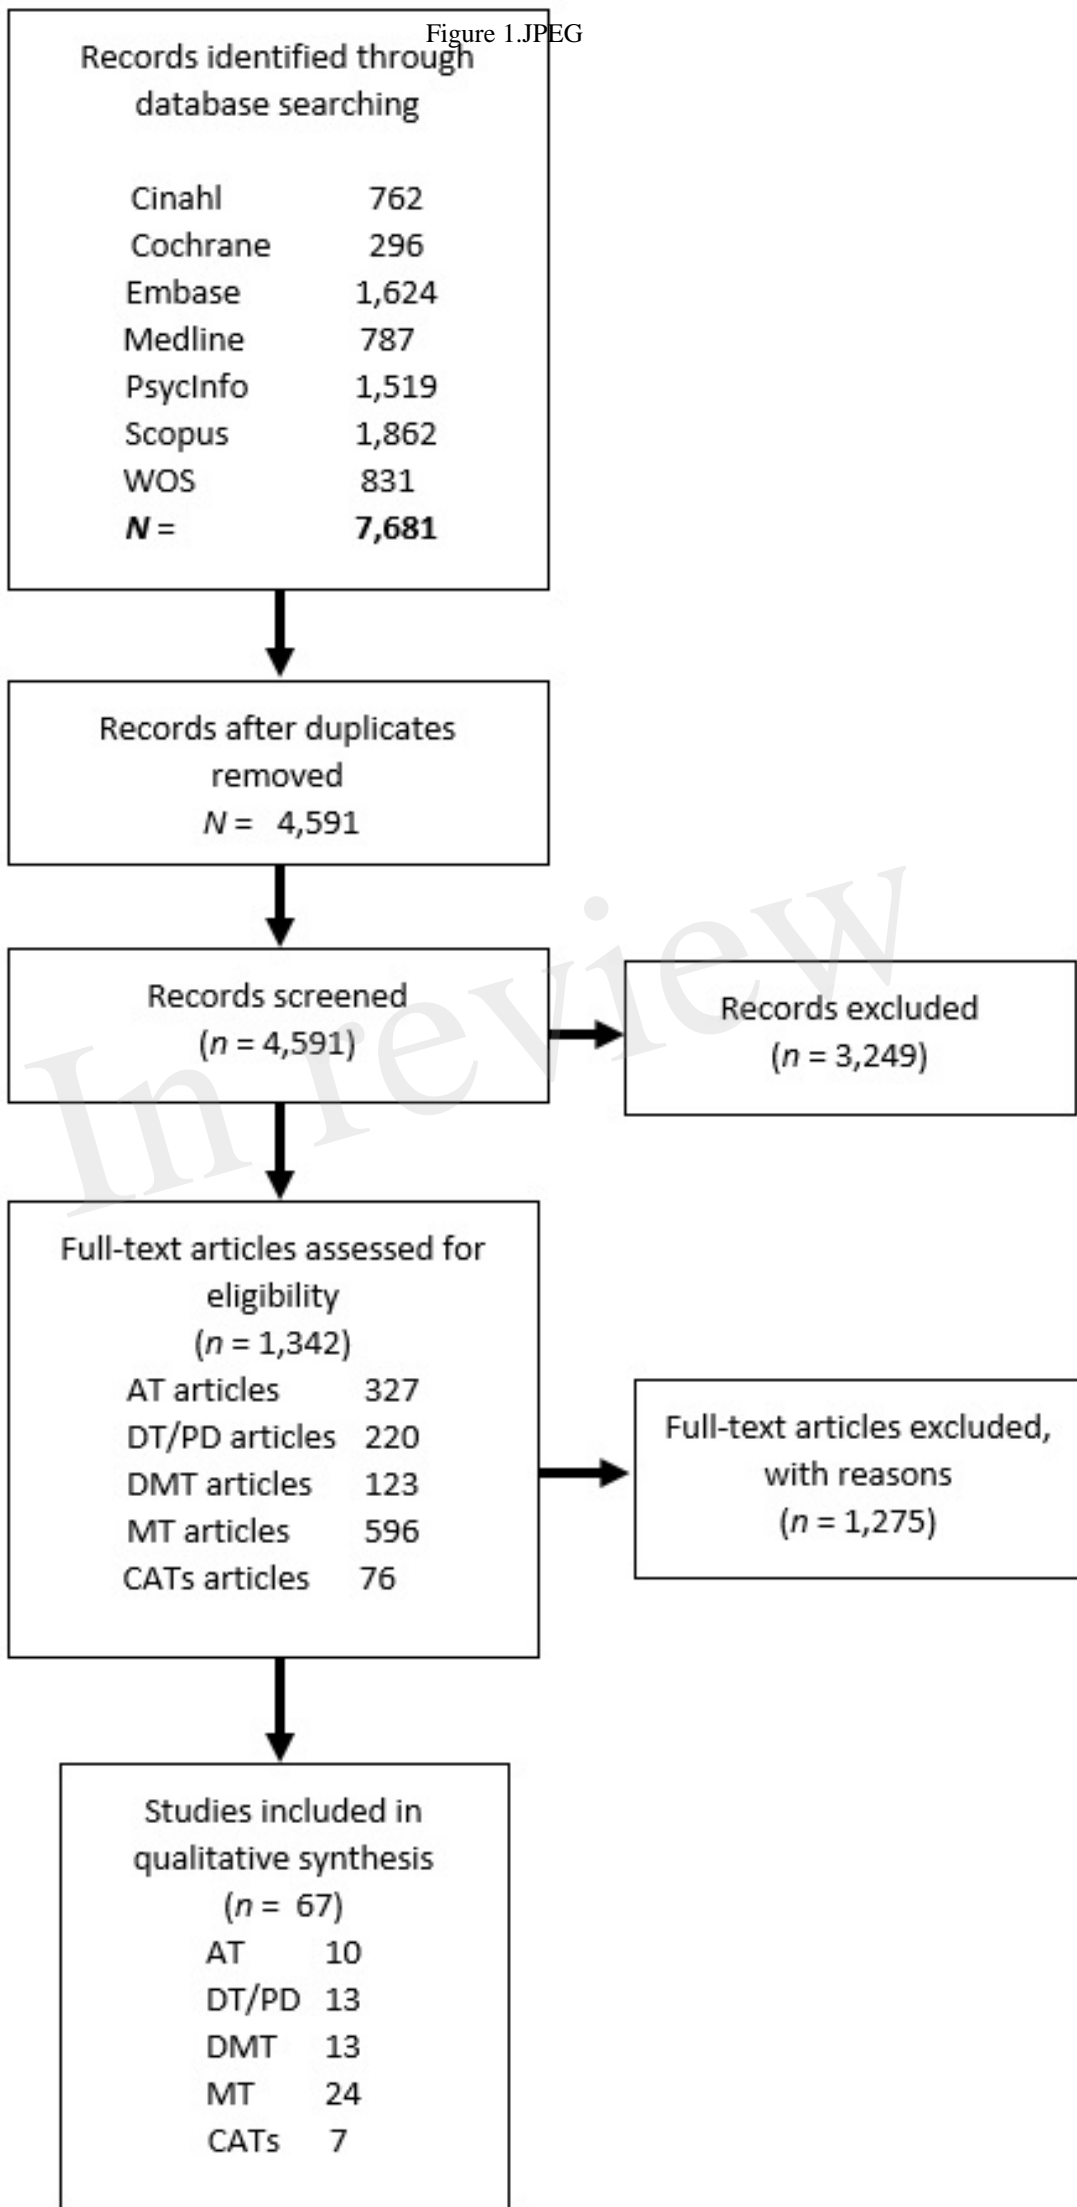 Figure 1.JPEG
Records identified through
database searching
Cinahl 762
Cochrane 296
Embase 1,624
Medline 787
PsycInfo 1,519
Scopus 1,862
WOS 831
N = 7,681
Records after duplicates
removed
N = 4,591
Records screened
(n = 4,591)
Records excluded
(n = 3,249)
In review
Full-text articles assessed for
eligibility
(n = 1,342)
AT articles 327
DT/PD articles 220
DMT articles 123
MT articles 596
CATs articles 76
Full-text articles excluded,
with reasons
(n = 1,275)
Studies included in
qualitative synthesis
(n = 67)
AT 10
DT/PD 13
DMT 13
MT 24
CATs 7